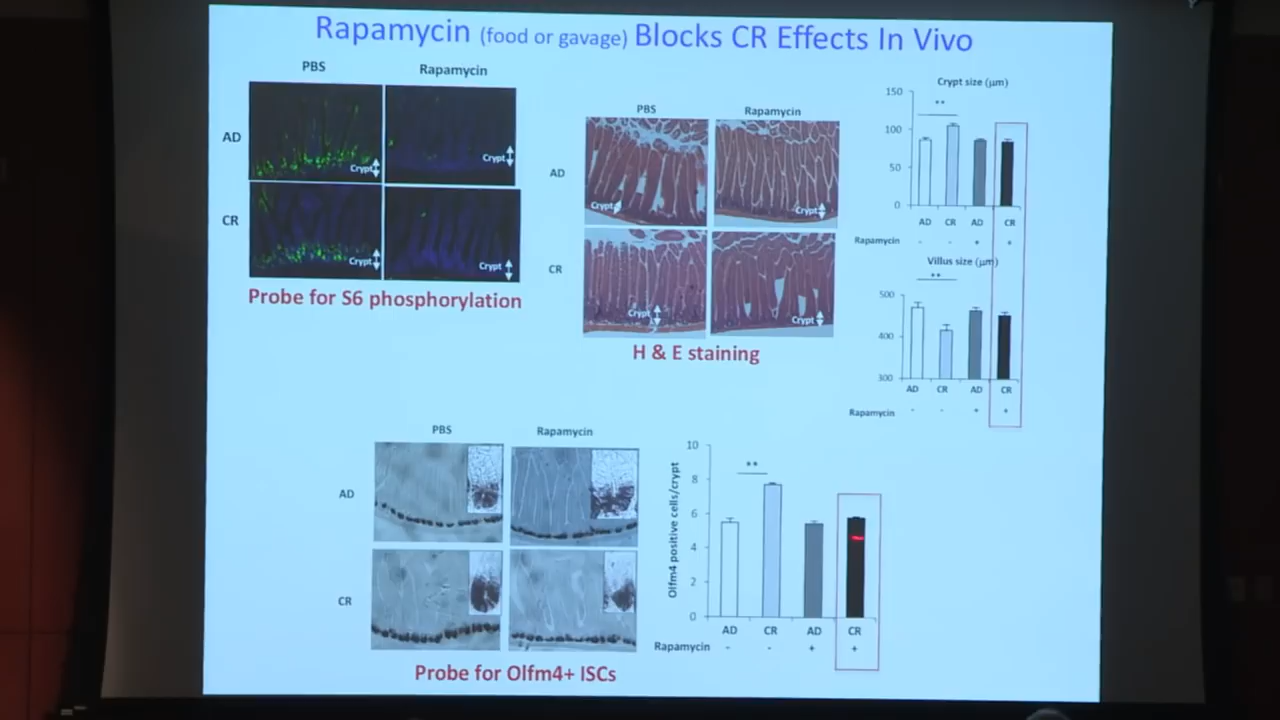 Rapamycin (food or gavage) Blocks CR Effects In Vivo
PBS
Rapamycin
AD
Crypt
Crypt
CR
Crypt
Crypt
Probe for S6 phosphorylation
PBS
Rapamycin
AD
Crypt
Crypt
CR
Crypt
Crypt
H & E staining
Crypt size (μm)
150
**
100
50
0
AD CR AD CR
Rapamycin - - + +
Villus size (μm)
**
500
400
300
AD CR AD CR
Rapamycin - - + +
PBS
Rapamycin
AD
CR
Probe for Olfm4+ ISCs
Olfm4 positive cells/crypt
10
**
8
6
4
2
0
AD CR AD CR
Rapamycin - - + +